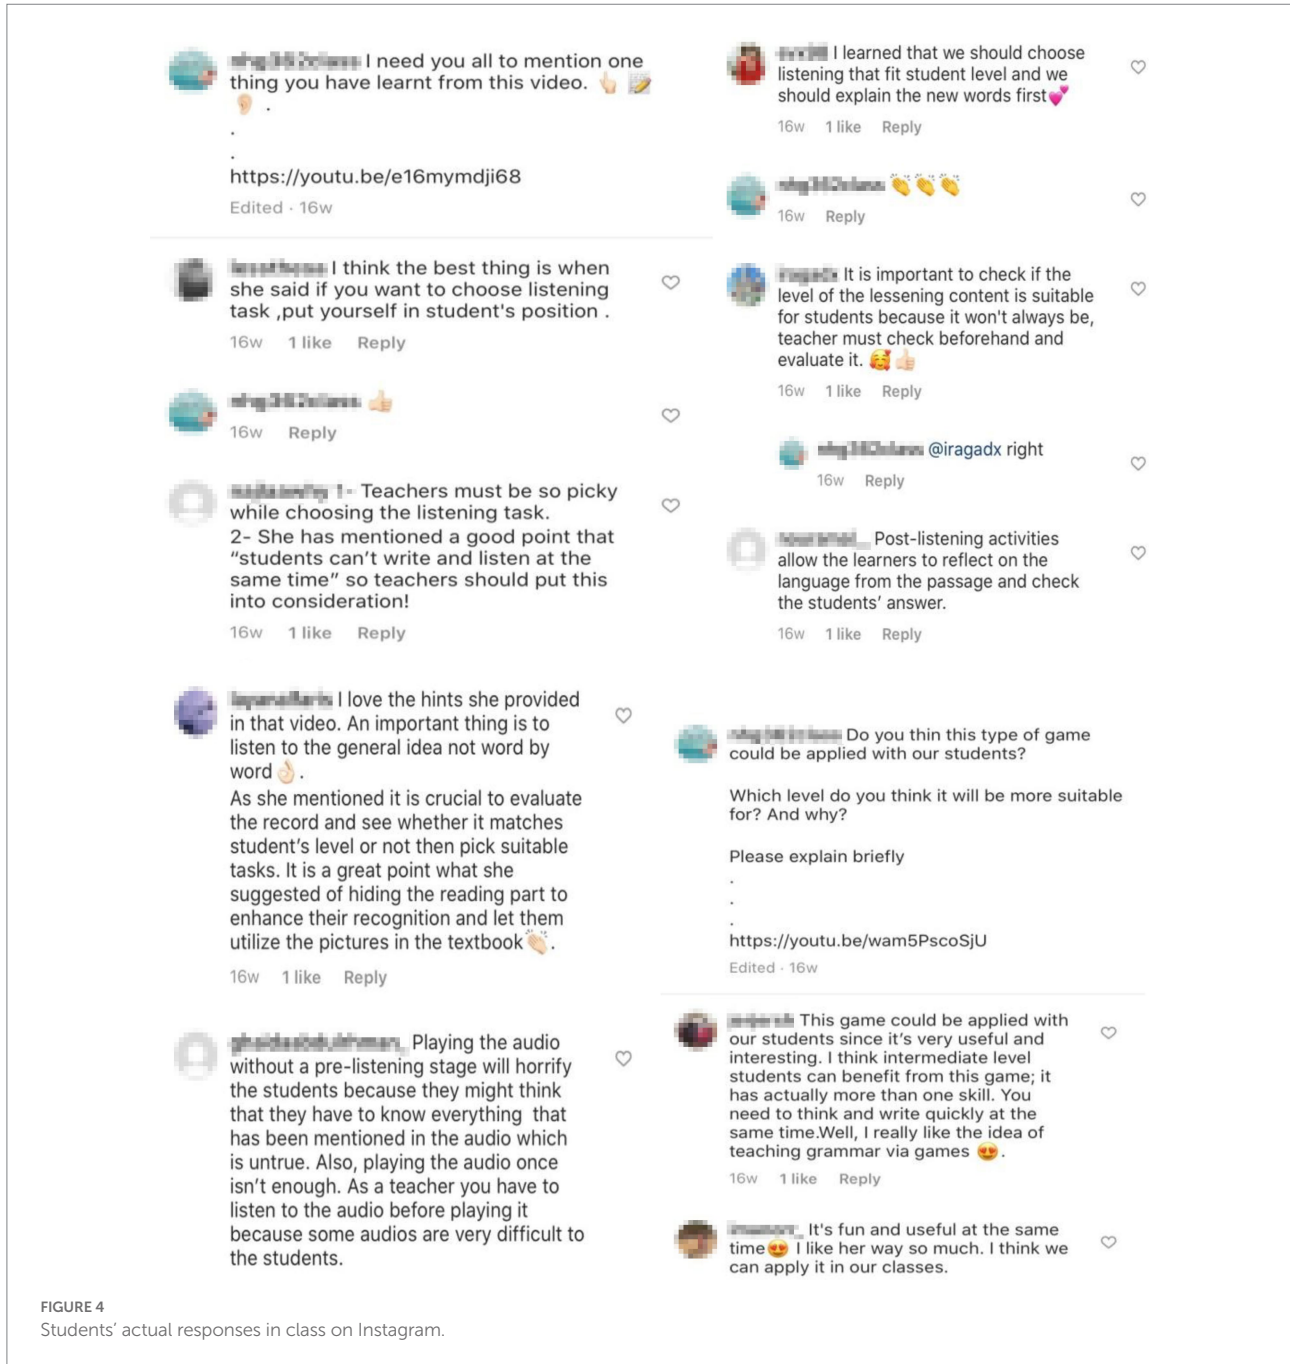 I need you all to mention one
thing you have learnt from this video.
.
.
.
https://youtu.be/e16mymdji68
Edited · 16w
I think the best thing is when
she said if you want to choose listening
task ,put yourself in student's position .
16w 1 like Reply
16w Reply
1- Teachers must be so picky
while choosing the listening task.
2- She has mentioned a good point that
“students can’t write and listen at the
same time” so teachers should put this
into consideration!
16w 1 like Reply
I love the hints she provided
in that video. An important thing is to
listen to the general idea not word by
word👌🏻.
As she mentioned it is crucial to evaluate
the record and see whether it matches
student’s level or not then pick suitable
tasks. It is a great point what she
suggested of hiding the reading part to
enhance their recognition and let them
utilize the pictures in the textbook👏🏻.
16w 1 like Reply
Playing the audio
without a pre-listening stage will horrify
the students because they might think
that they have to know everything that
has been mentioned in the audio which
is untrue. Also, playing the audio once
isn’t enough. As a teacher you have to
listen to the audio before playing it
because some audios are very difficult to
the students.
I learned that we should choose
listening that fit student level and we
should explain the new words first💕
16w 1 like Reply
👏👏👏
16w Reply
It is important to check if the
level of the lessening content is suitable
for students because it won't always be,
teacher must check beforehand and
evaluate it. 🥰👍🏻
16w 1 like Reply
@iragadx right
16w Reply
Post-listening activities
allow the learners to reflect on the
language from the passage and check
the students’ answer.
16w 1 like Reply
Do you thin this type of game
could be applied with our students?
Which level do you think it will be more suitable
for? And why?
Please explain briefly
.
.
.
https://youtu.be/wam5PscoSjU
Edited · 16w
This game could be applied with
our students since it’s very useful and
interesting. I think intermediate level
students can benefit from this game; it
has actually more than one skill. You
need to think and write quickly at the
same time.Well, I really like the idea of
teaching grammar via games 😍.
16w 1 like Reply
It's fun and useful at the same
time😍 I like her way so much. I think we
can apply it in our classes.
FIGURE 4
Students’ actual responses in class on Instagram.